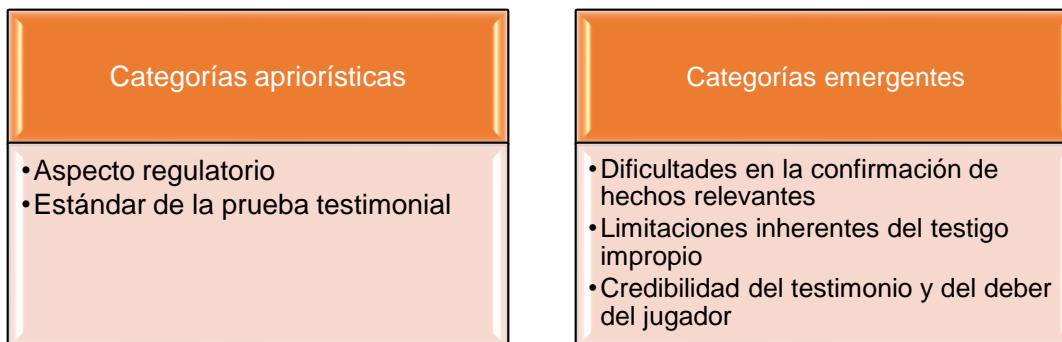 Categorías apriorísticas
•Aspecto regulatorio
•Estándar de la prueba testimonial
Categorías emergentes
•Dificultades en la confirmación de
hechos relevantes
•Limitaciones inherentes del testigo
impropio
•Credibilidad del testimonio y del deber
del jugador